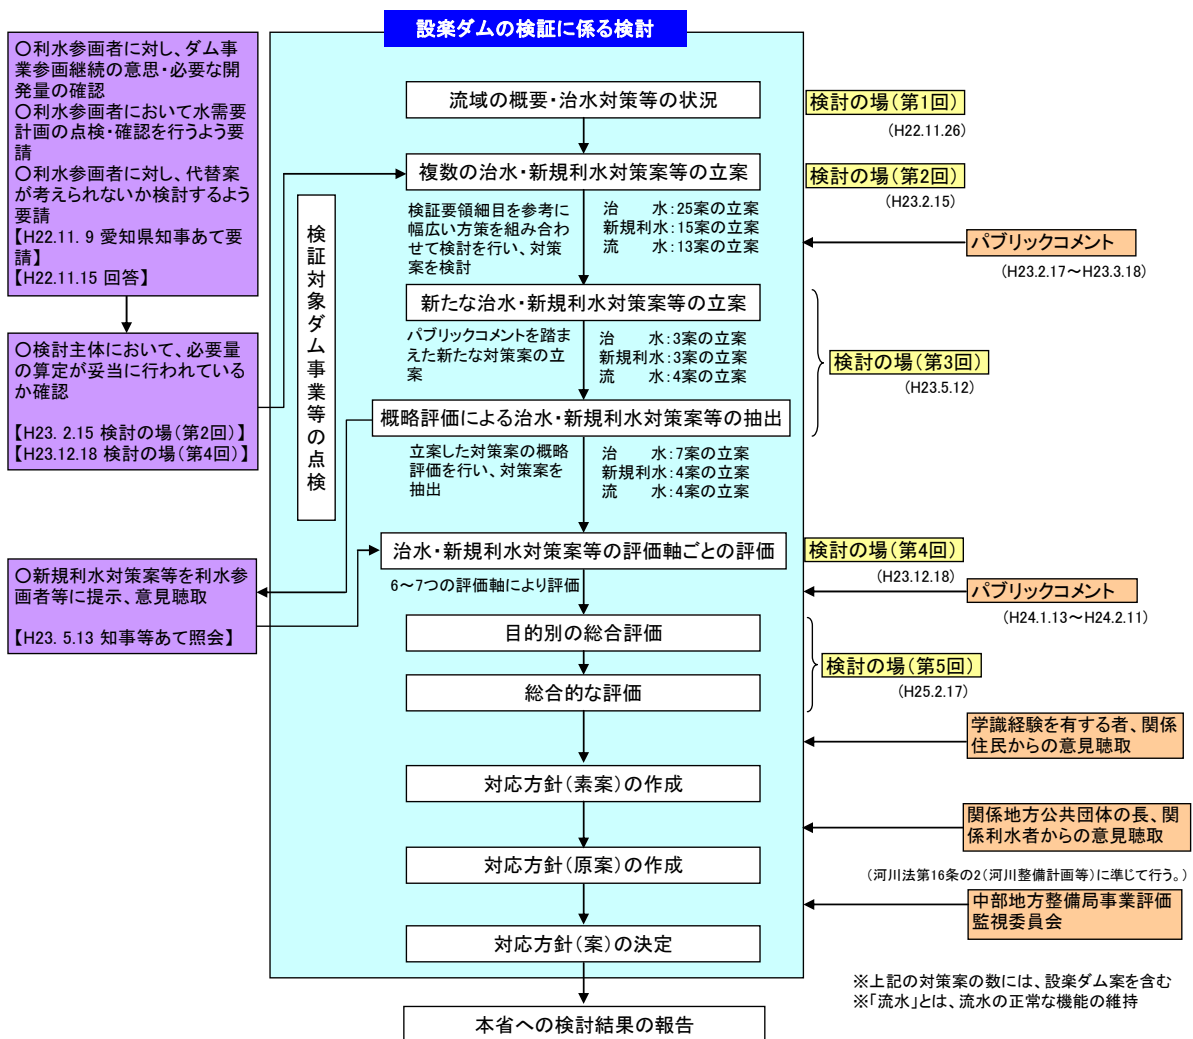 設楽ダムの検証に係る検討
〇利水参画者に対し、ダム事
業参画継続の意思・必要な開
発量の確認
〇利水参画者において水需要
計画の点検・確認を行うよう要
請
〇利水参画者に対し、代替案
が考えられないか検討するよう
要請
【H22.11. 9 愛知県知事あて要
請】
【H22.11.15 回答】
〇検討主体において、必要量
の算定が妥当に行われている
か確認
【H23. 2.15 検討の場(第2回)】
【H23.12.18 検討の場(第4回)】
〇新規利水対策案等を利水参
画者等に提示、意見聴取
【H23. 5.13 知事等あて照会】
検証対象ダム事業等の点検
流域の概要・治水対策等の状況
検討の場(第1回)
(H22.11.26)
複数の治水・新規利水対策案等の立案
検討の場(第2回)
(H23.2.15)
検証要領細目を参考に
幅広い方策を組み合わ
せて検討を行い、対策
案を検討
治　　水:25案の立案
新規利水:15案の立案
流　　水:13案の立案
パブリックコメント
(H23.2.17～H23.3.18)
新たな治水・新規利水対策案等の立案
パブリックコメントを踏ま
えた新たな対策案の立
案
治　　水:3案の立案
新規利水:3案の立案
流　　水:4案の立案
検討の場(第3回)
(H23.5.12)
概略評価による治水・新規利水対策案等の抽出
立案した対策案の概略
評価を行い、対策案を
抽出
治　　水:7案の立案
新規利水:4案の立案
流　　水:4案の立案
治水・新規利水対策案等の評価軸ごとの評価
検討の場(第4回)
(H23.12.18)
6～7つの評価軸により評価
パブリックコメント
(H24.1.13～H24.2.11)
目的別の総合評価
総合的な評価
検討の場(第5回)
(H25.2.17)
学識経験を有する者、関係
住民からの意見聴取
対応方針(素案)の作成
関係地方公共団体の長、関
係利水者からの意見聴取
対応方針(原案)の作成
(河川法第16条の2(河川整備計画等)に準じて行う。)
中部地方整備局事業評価
監視委員会
対応方針(案)の決定
※上記の対策案の数には、設楽ダム案を含む
※「流水」とは、流水の正常な機能の維持
本省への検討結果の報告